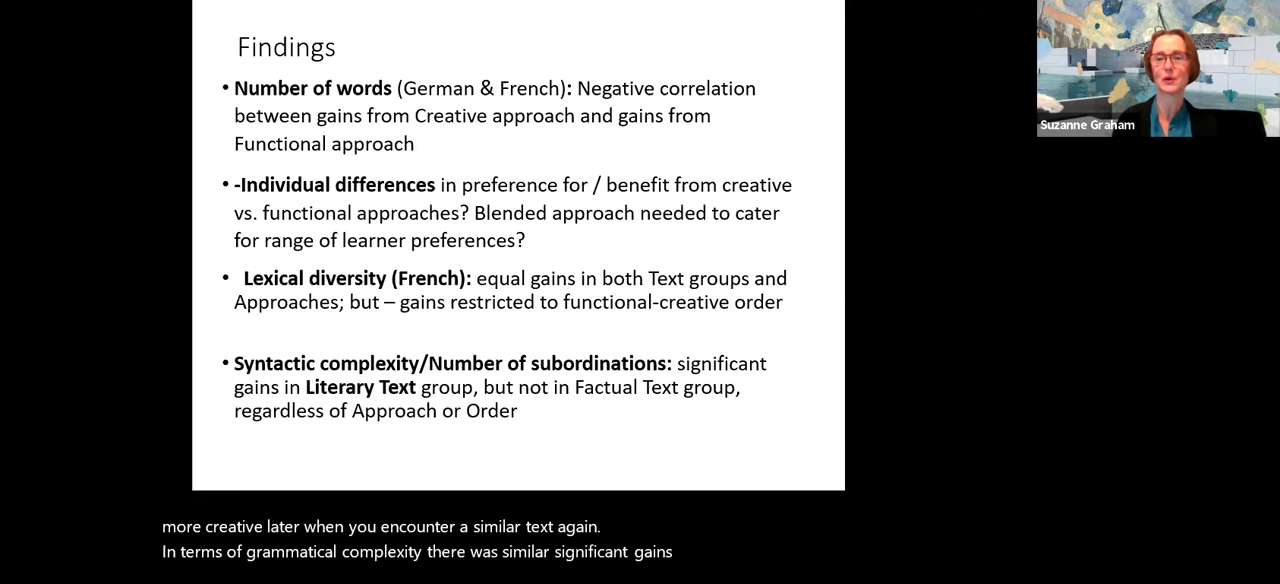 Findings
• Number of words (German & French): Negative correlation
between gains from Creative approach and gains from
Functional approach
• -Individual differences in preference for / benefit from creative
vs. functional approaches? Blended approach needed to cater
for range of learner preferences?
• Lexical diversity (French): equal gains in both Text groups and
Approaches; but – gains restricted to functional-creative order
• Syntactic complexity/Number of subordinations: significant
gains in Literary Text group, but not in Factual Text group,
regardless of Approach or Order
Suzanne Graham
more creative later when you encounter a similar text again.
In terms of grammatical complexity there was similar significant gains